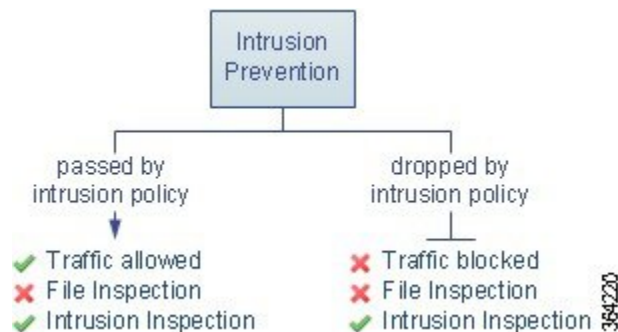 Intrusion
Prevention
passed by
intrusion policy
Traffic allowed
File Inspection
Intrusion Inspection
dropped by
intrusion policy
Traffic blocked
File Inspection
Intrusion Inspection
364220